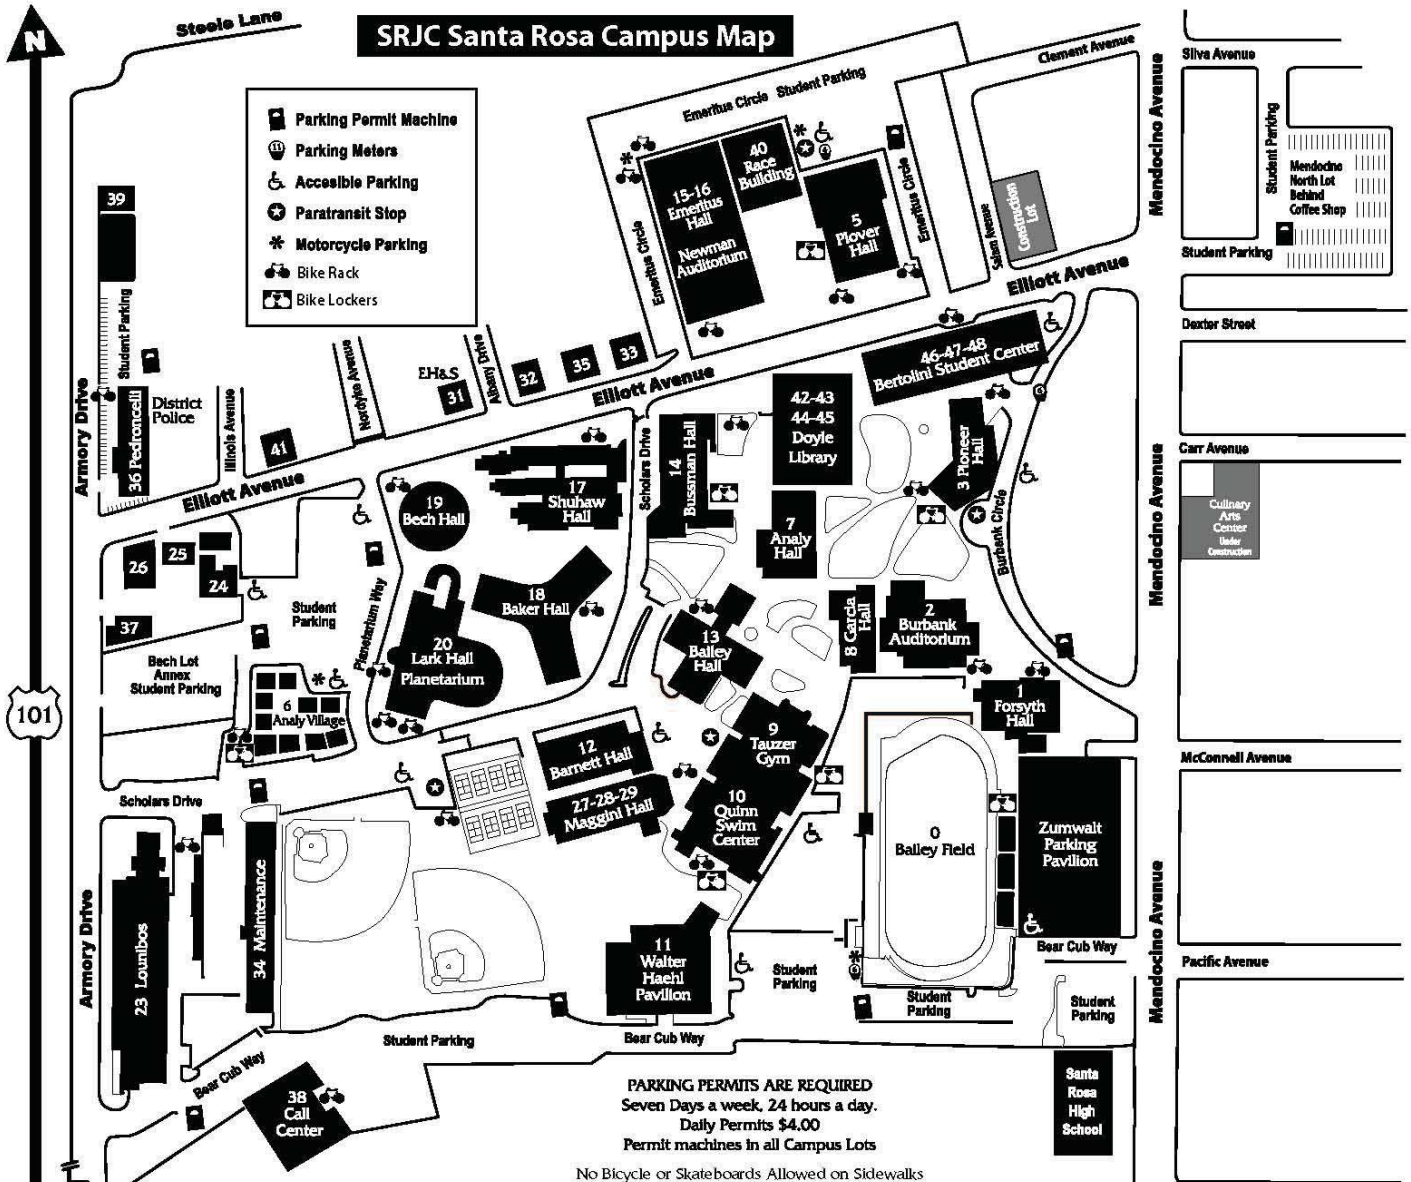 SRJC Santa Rosa Campus Map
N
Steele Lane
Parking Permit Machine
Parking Meters
Accesible Parking
Paratransit Stop
Motorcycle Parking
Bike Rack
Bike Lockers
Emeritus Circle Student Parking
Clement Avenue
Mendocino Avenue
Silva Avenue
Student Parking
Mendocino
North Lot
Behind
Coffee Shop
Student Parking
Dexter Street
39
Student Parking
Armory Drive
36 Pedroncelli
District
Police
Illinois Avenue
41
Nordyke Avenue
EH&S
31
Albany Drive
32
35
33
Elliott Avenue
Emeritus Circle
15-16
Emeritus
Hall
Newman
Auditorium
40
Race
Building
5
Plover
Hall
Emeritus Circle
Salem Avenue
Construction
Lot
Elliott Avenue
46-47-48
Bertolini Student Center
42-43
44-45
Doyle
Library
3 Pioneer
Hall
Burbank Circle
Mendocino Avenue
Carr Avenue
Culinary
Arts
Center
Under
Construction
Elliott Avenue
19
Bech Hall
17
Shuhaw
Hall
Scholars Drive
14
Bussman Hall
7
Analy
Hall
26
25
24
37
Student
Parking
Planetarium Way
18
Baker Hall
20
Lark Hall
Planetarium
13
Bailey
Hall
8 Garcia
Hall
2
Burbank
Auditorium
1
Forsyth
Hall
Bech Lot
Annex
Student Parking
6
Analy Village
101
9
Tauzer
Gym
12
Barnett Hall
27-28-29
Maggini Hall
10
Quinn
Swim
Center
0
Bailey Field
Zumwalt
Parking
Pavilion
McConnell Avenue
Scholars Drive
Armory Drive
23 Lounibos
34 Maintenance
11
Walter
Haehl
Pavilion
Student
Parking
Student
Parking
Bear Cub Way
Student
Parking
Mendocino Avenue
Pacific Avenue
Student Parking
Bear Cub Way
Bear Cub Way
38
Call
Center
Santa
Rosa
High
School
PARKING PERMITS ARE REQUIRED
Seven Days a week, 24 hours a day.
Daily Permits $4.00
Permit machines in all Campus Lots
No Bicycle or Skateboards Allowed on Sidewalks